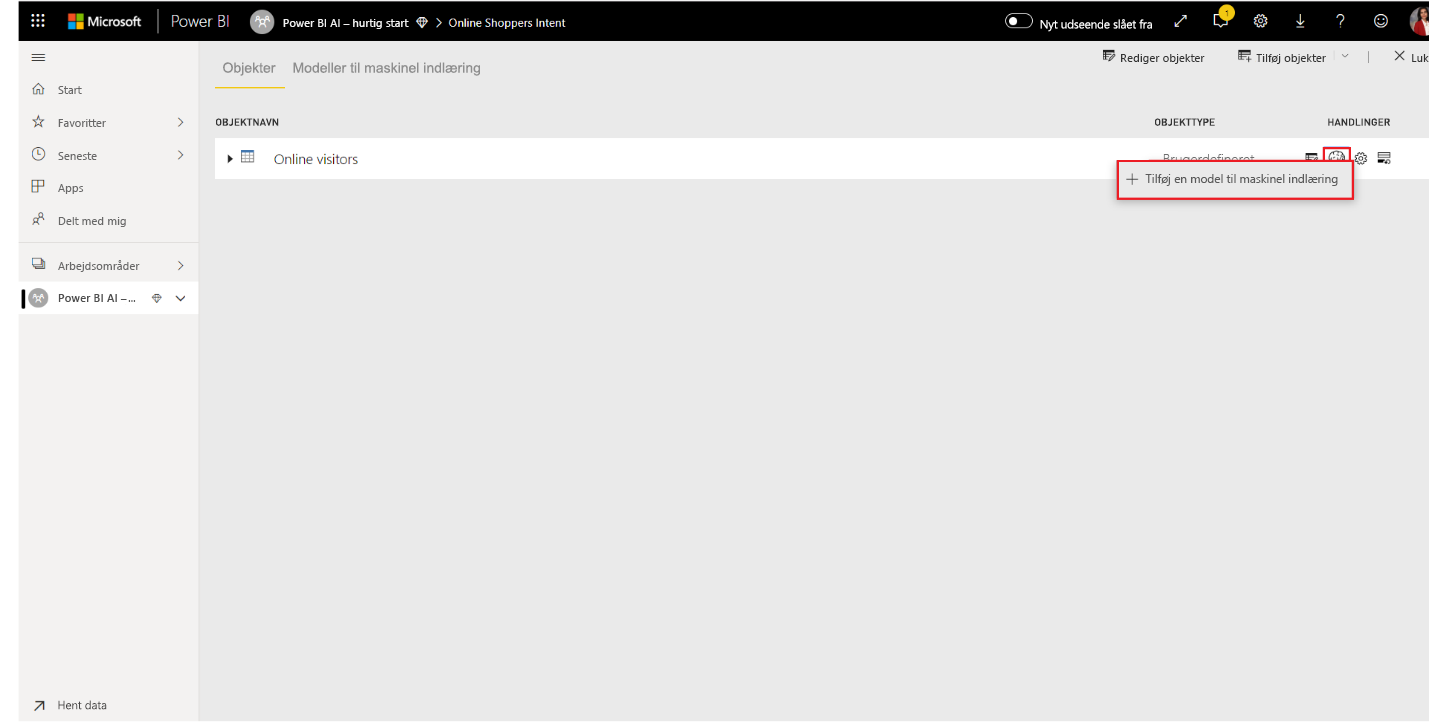 Microsoft Power BI Power BI AI – hurtig start > Online Shoppers Intent Nyt udseende slået fra 1 ?
Objekter Modeller til maskinel indlæring Rediger objekter Tilføj objekter Luk
Start
Favoritter
Seneste
Apps
Delt med mig
Arbejdsområder
Power BI AI –...
Hent data
OBJEKTNAVN OBJEKTTYPE HANDLINGER
Online visitors Brugerdefineret
Tilføj en model til maskinel indlæring